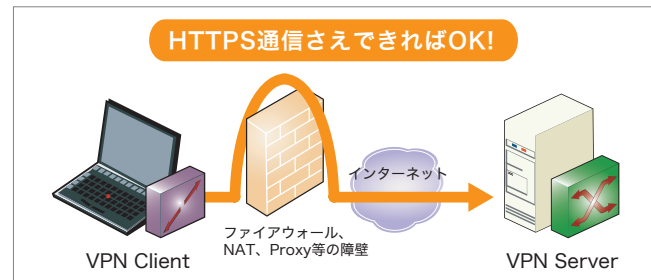 HTTPS通信さえできればOK!
インターネット
ファイアウォール、
NAT、Proxy等の障壁
VPN Client
VPN Server